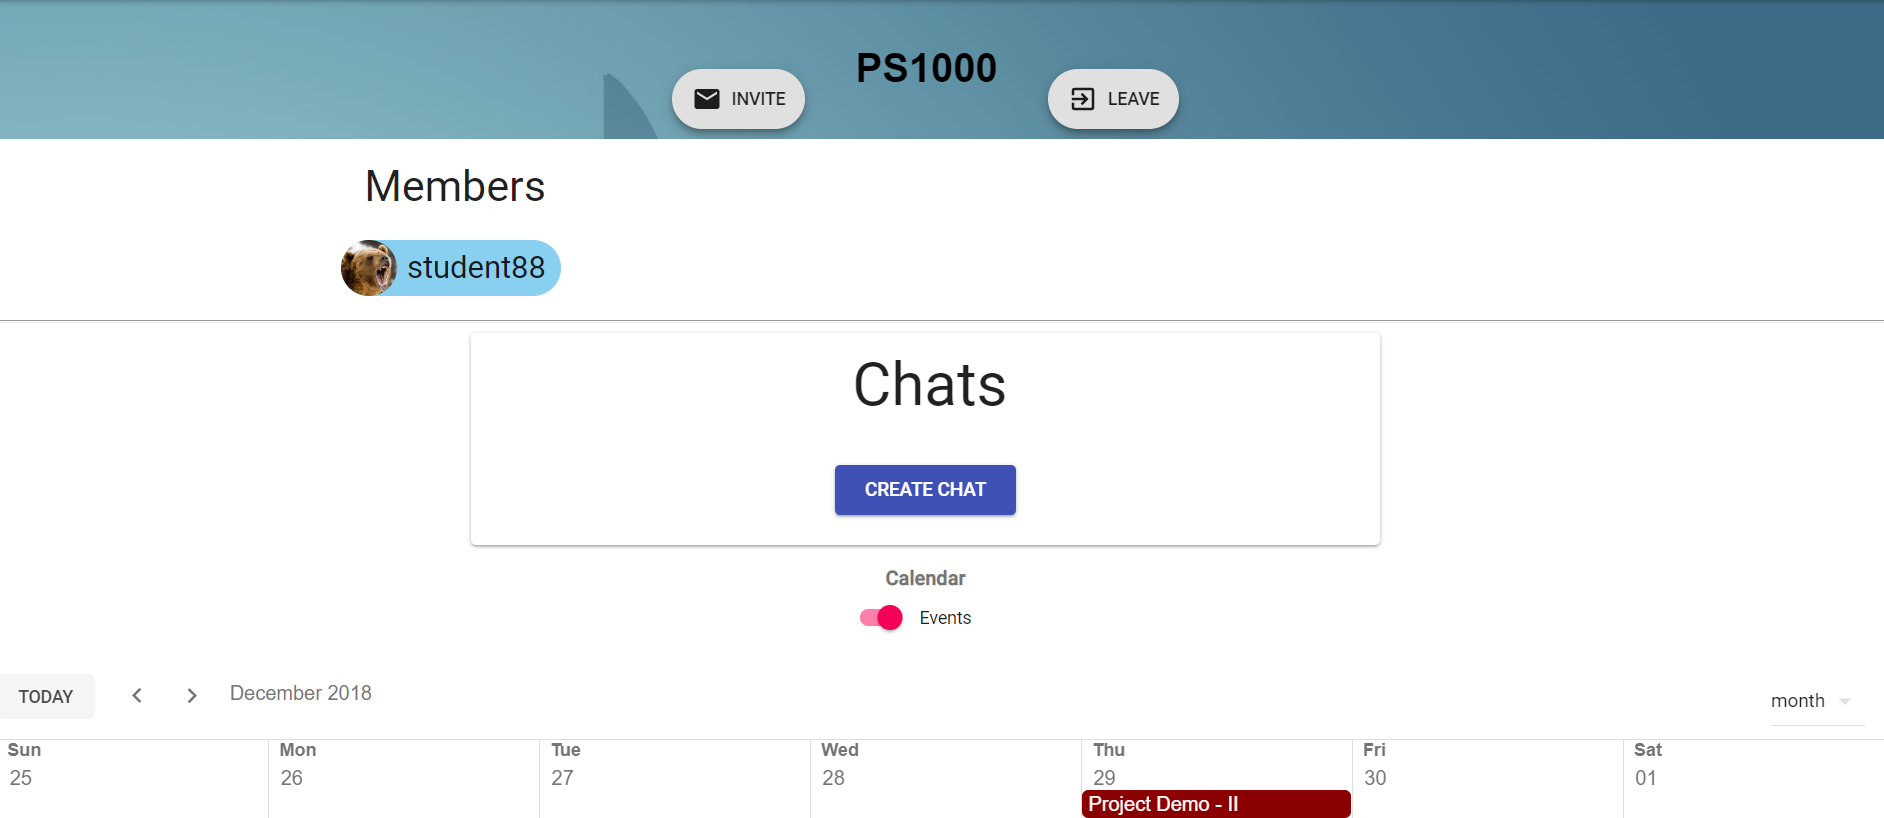 PS1000
INVITE
LEAVE
Members
student88
Chats
CREATE CHAT
Calendar
Events
TODAY
December 2018
month
Sun Mon Tue Wed Thu Fri Sat
25 26 27 28 29 30 01
Project Demo - II